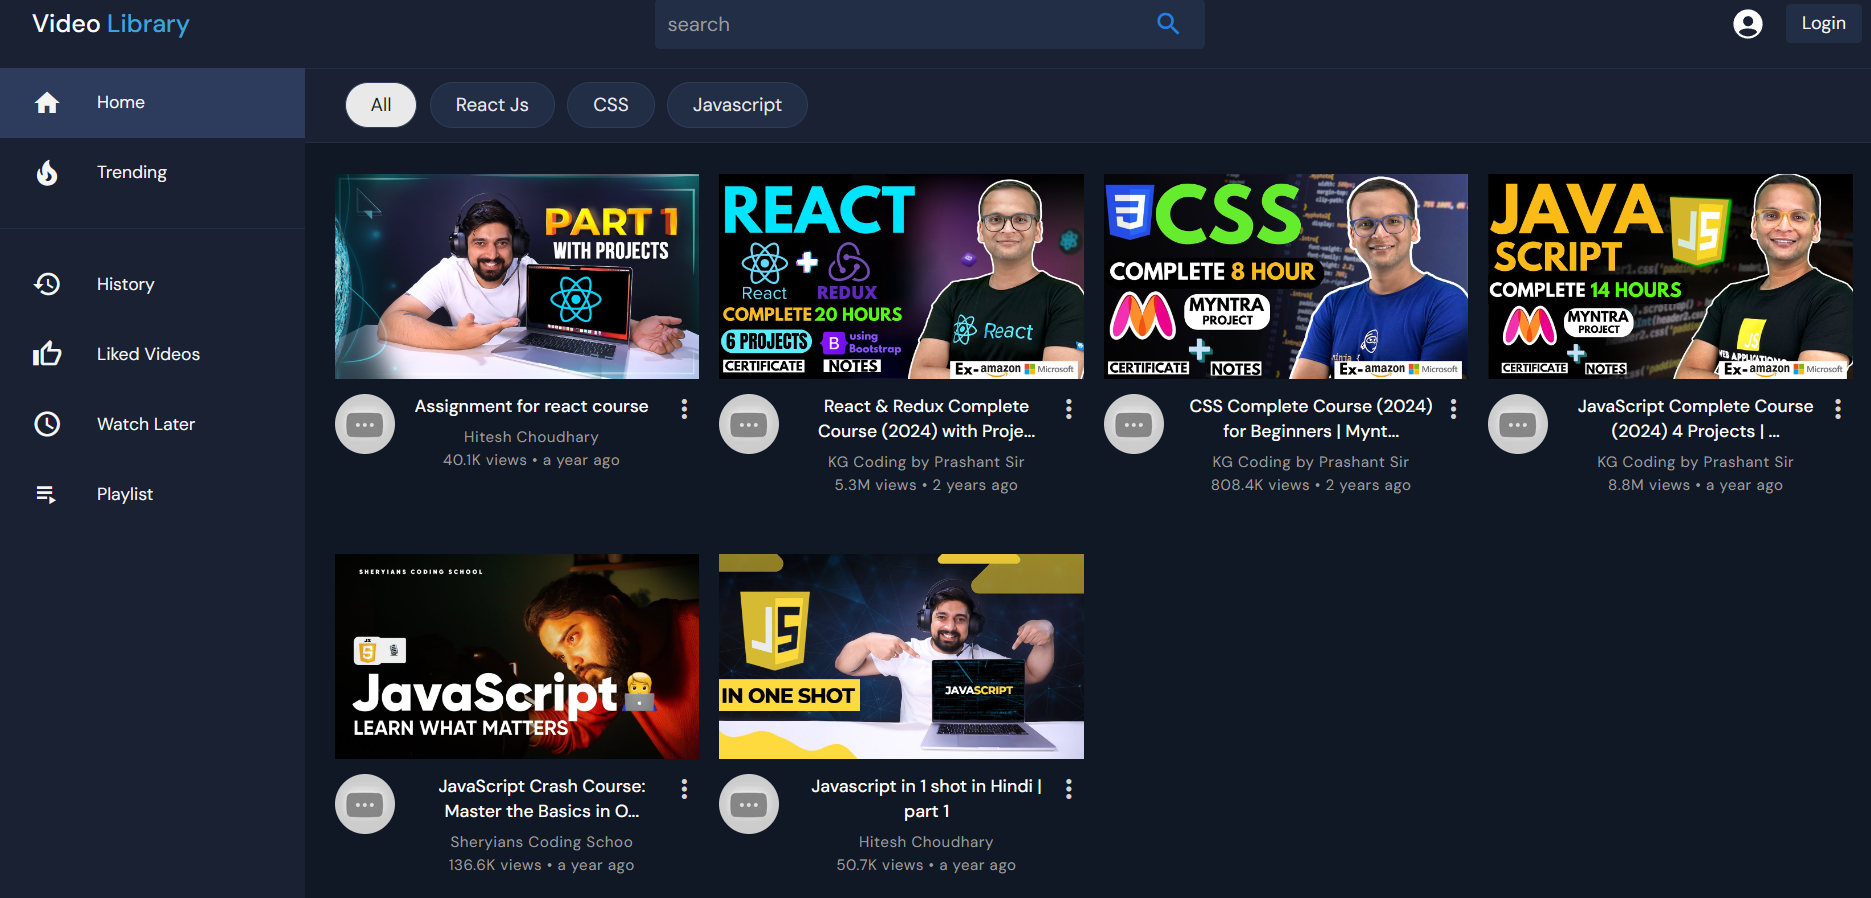 Video Library
search
Login
Home
Trending
History
Liked Videos
Watch Later
Playlist
All
React Js
CSS
Javascript
PART 1
WITH PROJECTS
Assignment for react course
Hitesh Choudhary
40.1K views • a year ago
REACT
React
REDUX
COMPLETE 20 HOURS
6 PROJECTS
B
using
Bootstrap
CERTIFICATE
NOTES
React
Ex-amazon Microsoft
React & Redux Complete
Course (2024) with Proje...
KG Coding by Prashant Sir
5.3M views • 2 years ago
3
CSS
COMPLETE 8 HOUR
MYNTRA
PROJECT
CERTIFICATE
+NOTES
Ex-amazon Microsoft
CSS Complete Course (2024)
for Beginners | Mynt...
KG Coding by Prashant Sir
808.4K views • 2 years ago
JAVA
SCRIPT
JS
COMPLETE 14 HOURS
MYNTRA
PROJECT
JS
WEB APPLICATIONS
CERTIFICATE
+NOTES
Ex-amazon Microsoft
JavaScript Complete Course
(2024) 4 Projects | ...
KG Coding by Prashant Sir
8.8M views • a year ago
SHERYIANS CODING SCHOOL
JS
JavaScript
LEARN WHAT MATTERS
JavaScript Crash Course:
Master the Basics in O...
Sheryians Coding Schoo
136.6K views • a year ago
JS
IN ONE SHOT
JAVASCRIPT
Javascript in 1 shot in Hindi |
part 1
Hitesh Choudhary
50.7K views • a year ago